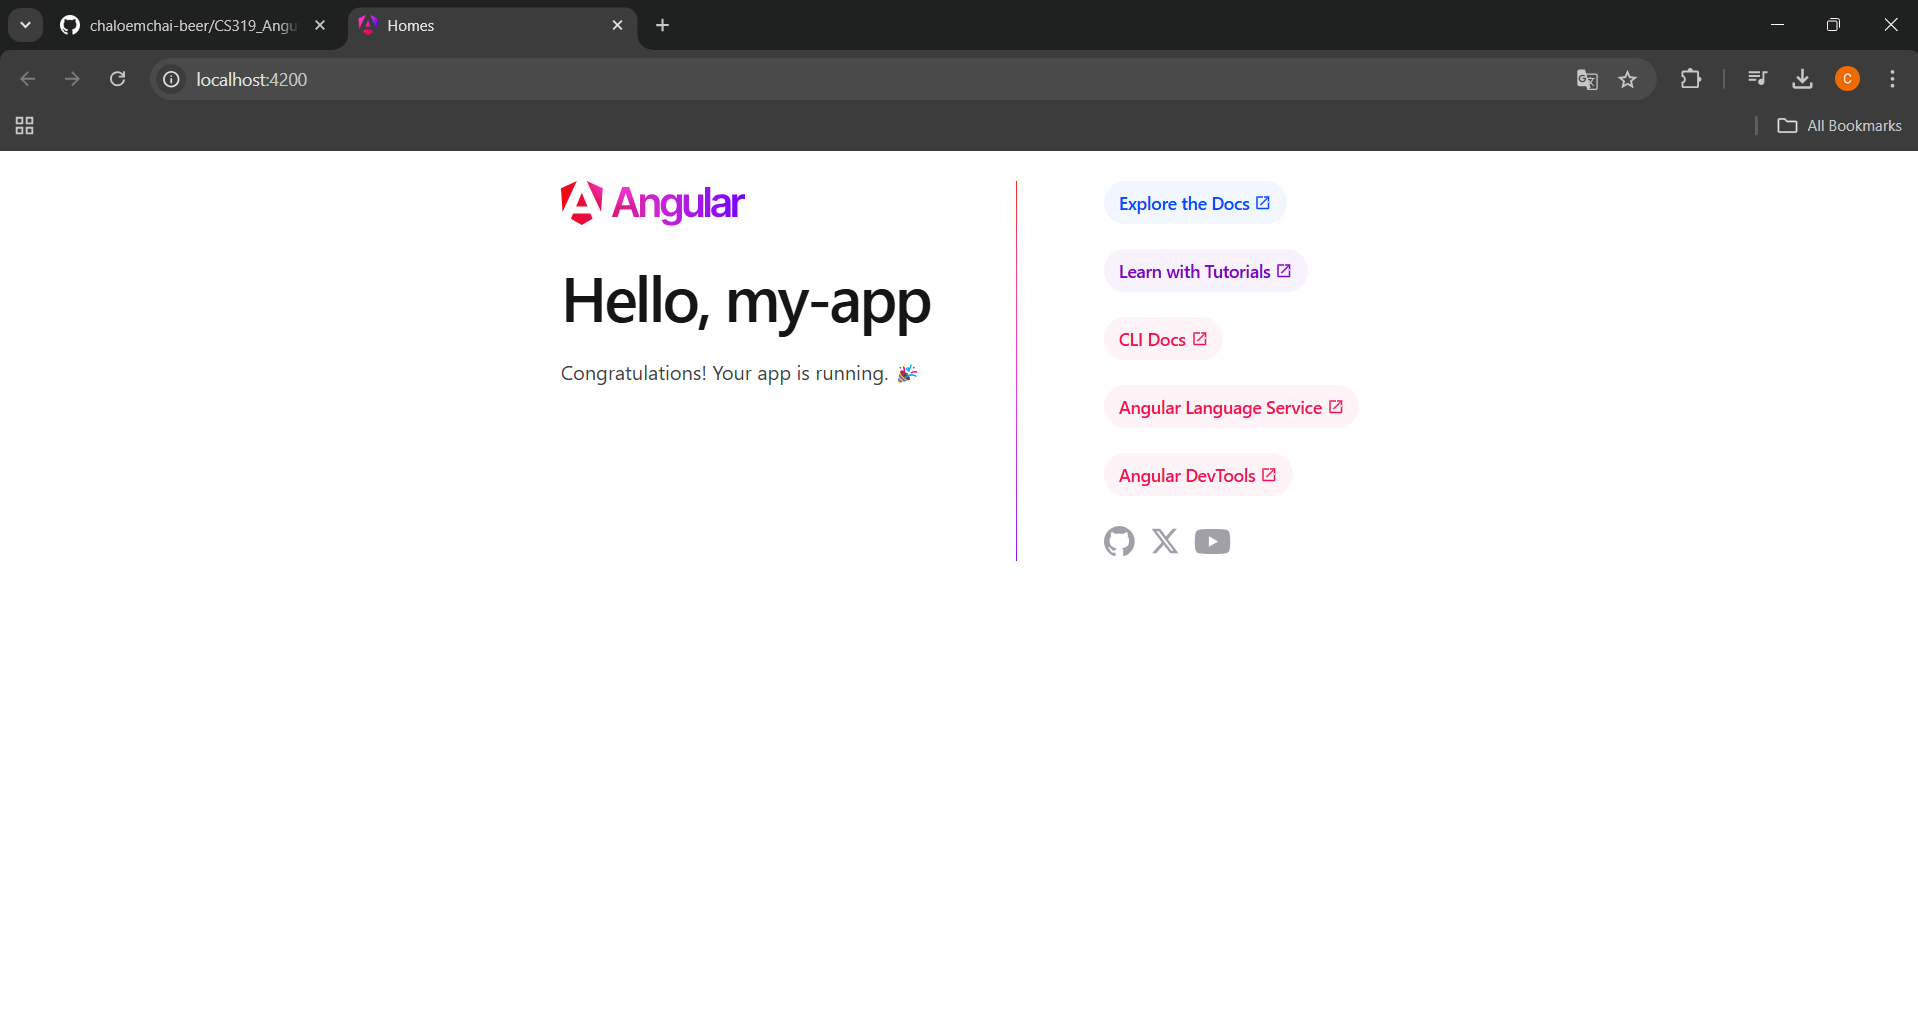 chaloemchai-beer/CS319_Angu
Homes
localhost:4200
C
All Bookmarks
Angular
Hello, my-app
Congratulations! Your app is running. 🎉
Explore the Docs
Learn with Tutorials
CLI Docs
Angular Language Service
Angular DevTools